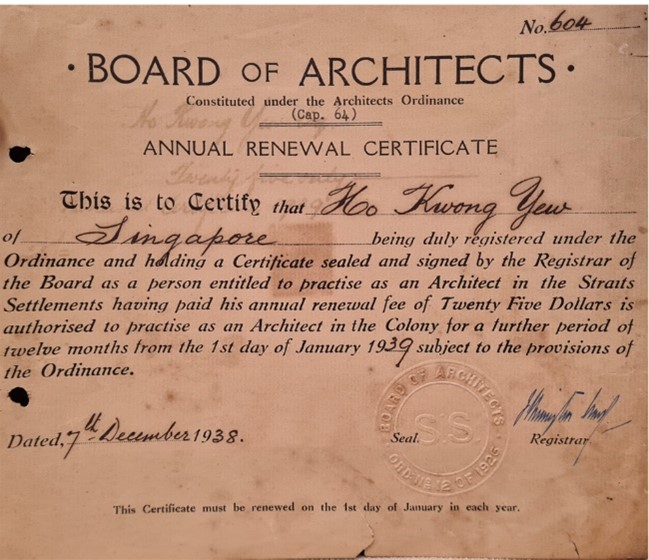 No. 604
· BOARD OF ARCHITECTS ·
Constituted under the Architects Ordinance
(Cap. 64)
ANNUAL RENEWAL CERTIFICATE
This is to Certify that Ho Kwong Yew
of Singapore being duly registered under the
Ordinance and holding a Certificate sealed and signed by the Registrar of
the Board as a person entitled to practise as an Architect in the Straits
Settlements having paid his annual renewal fee of Twenty Five Dollars is
authorised to practise as an Architect in the Colony for a further period of
twelve months from the 1st day of January 1939 subject to the provisions of
the Ordinance.
Dated, 7th December 1938.
Seal.
BOARD OF ARCHITECTS
S.S.
Registrar.
This Certificate must be renewed on the 1st day of January in each year.